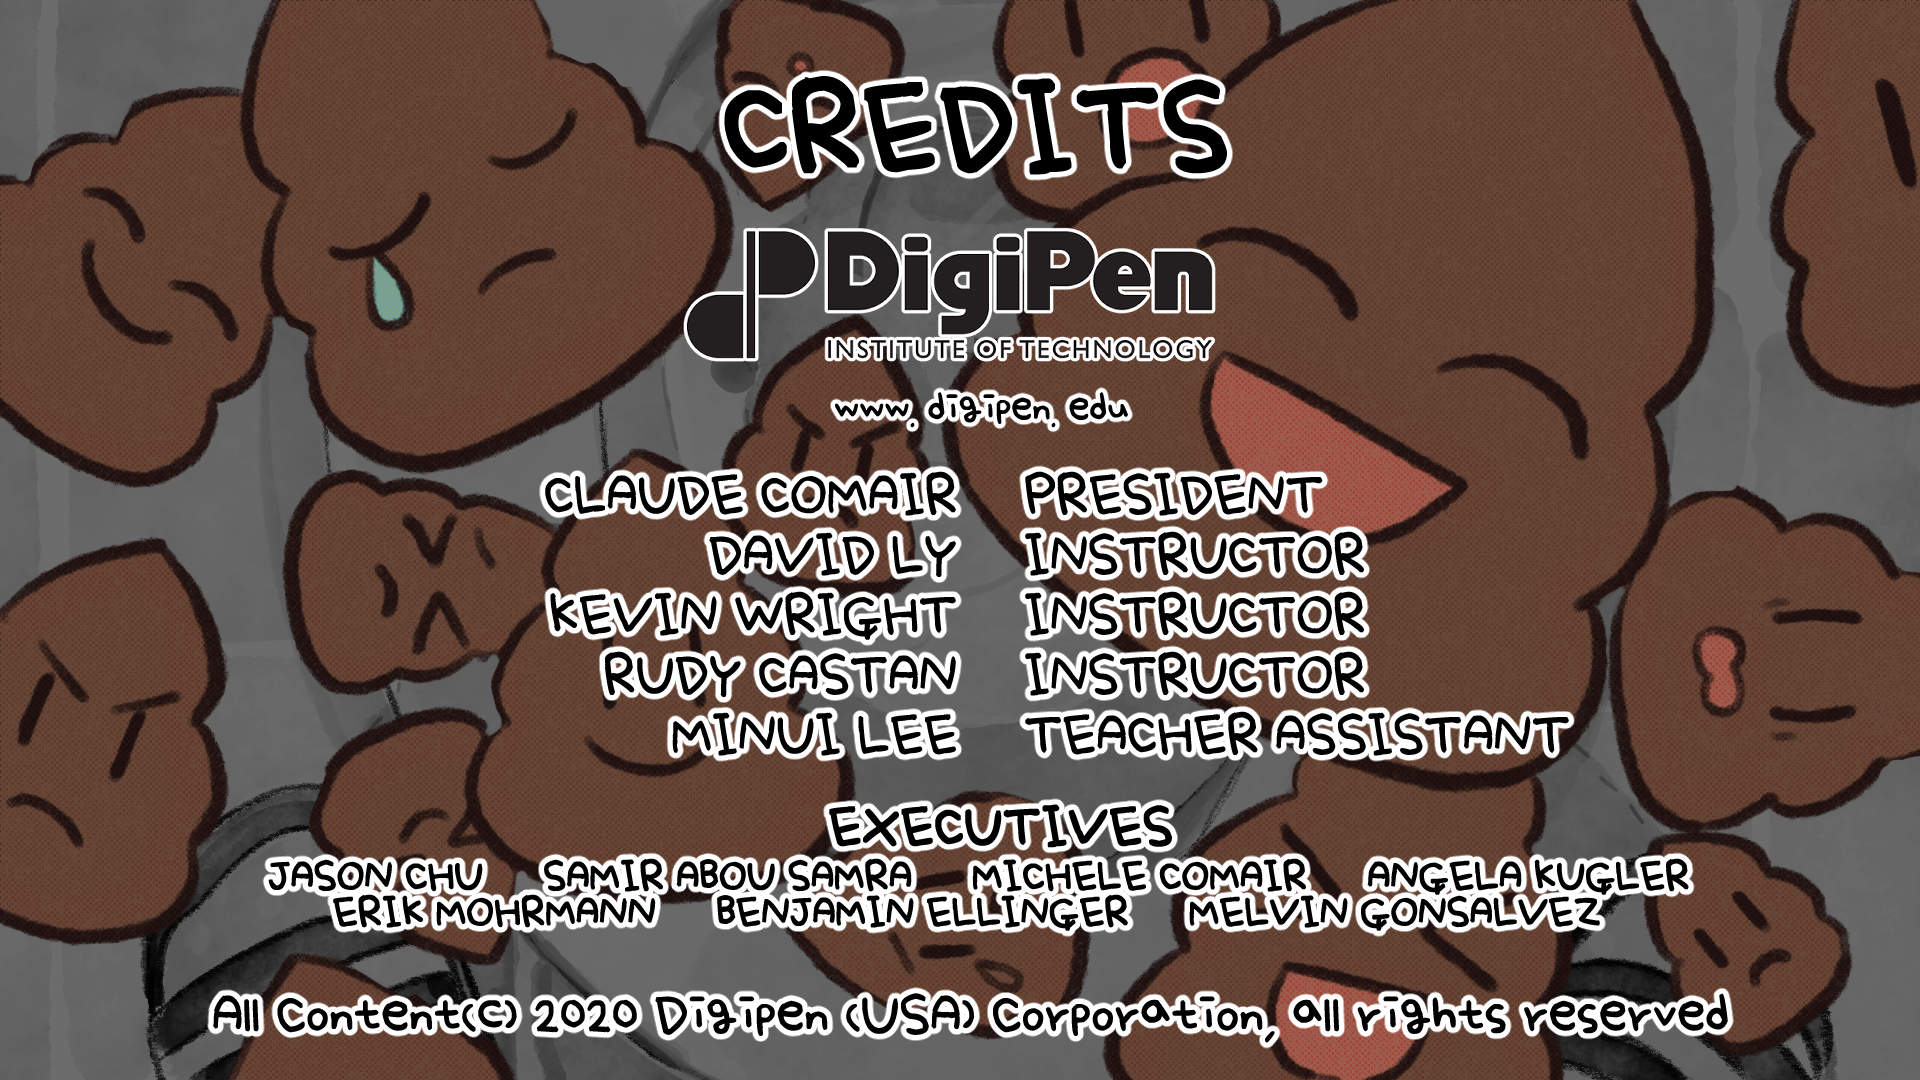 CREDITS
DigiPen
INSTITUTE OF TECHNOLOGY
www.digipen.edu
CLAUDE COMAIR PRESIDENT
DAVID LY INSTRUCTOR
KEVIN WRIGHT INSTRUCTOR
RUDY CASTAN INSTRUCTOR
MINUI LEE TEACHER ASSISTANT
EXECUTIVES
JASON CHU SAMIR ABOU SAMRA MICHELE COMAIR ANGELA KUGLER
ERIK MOHRMANN BENJAMIN ELLINGER MELVIN GONSALVEZ
All Content(c) 2020 Digipen (USA) Corporation, all rights reserved